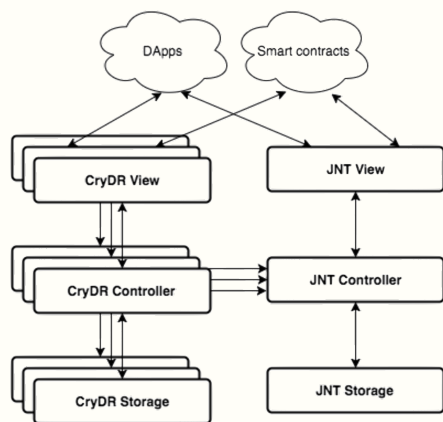 DApps
Smart contracts
CryDR View
JNT View
CryDR Controller
JNT Controller
CryDR Storage
JNT Storage